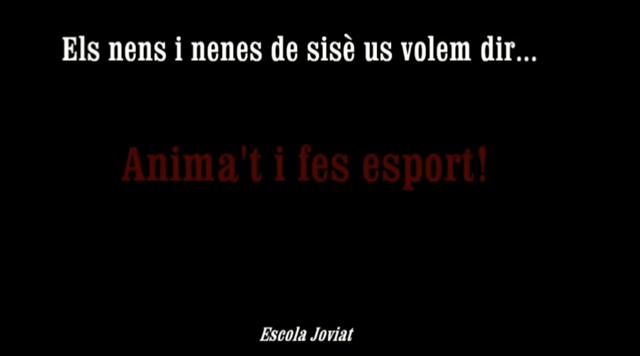 Els nens i nenes de sisè us volem dir...
Anima't i fes esport!
Escola Joviat